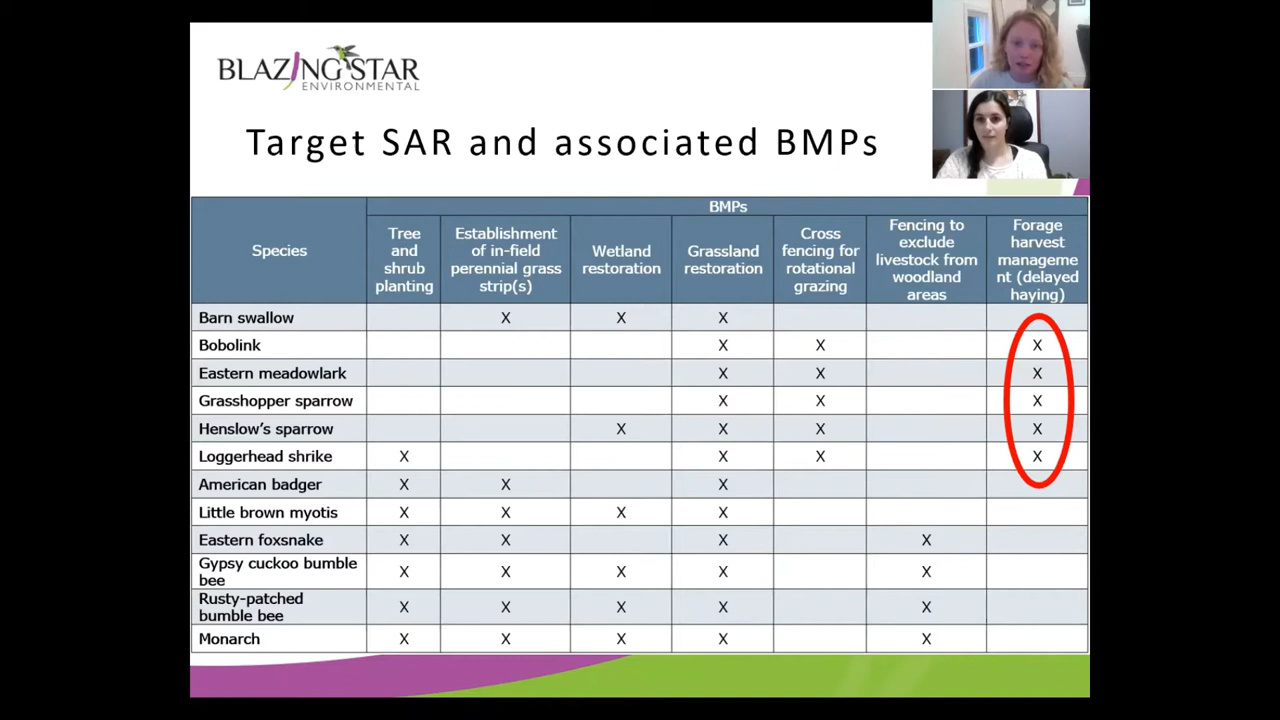 BLAZING STAR
ENVIRONMENTAL
Target SAR and associated BMPs
BMPs
Species
Tree
and
shrub
planting
Establishment
of in-field
perennial grass
strip(s)
Wetland
restoration
Grassland
restoration
Cross
fencing for
rotational
grazing
Fencing to
exclude
livestock from
woodland
areas
Forage
harvest
manageme
nt (delayed
haying)
Barn swallow X X X
Bobolink X X X
Eastern meadowlark X X X
Grasshopper sparrow X X X
Henslow's sparrow X X X X
Loggerhead shrike X X X X
American badger X X X
Little brown myotis X X X X
Eastern foxsnake X X X X
Gypsy cuckoo bumble
bee X X X X X
Rusty-patched
bumble bee X X X X X
Monarch X X X X X